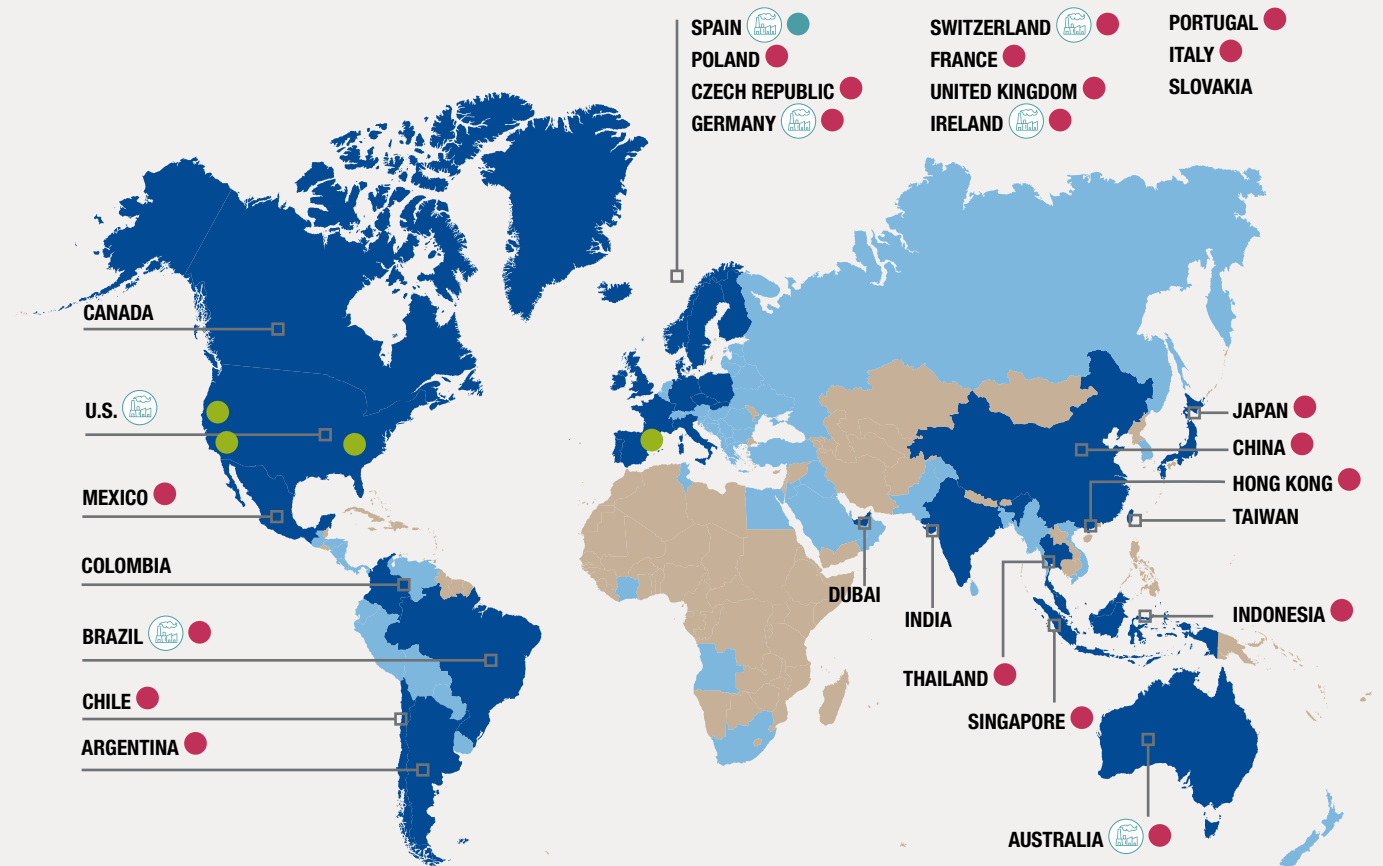 SPAIN
POLAND
CZECH REPUBLIC
GERMANY
SWITZERLAND
FRANCE
UNITED KINGDOM
IRELAND
PORTUGAL
ITALY
SLOVAKIA
CANADA
U.S.
MEXICO
COLOMBIA
BRAZIL
CHILE
ARGENTINA
JAPAN
CHINA
HONG KONG
TAIWAN
DUBAI
INDIA
INDONESIA
THAILAND
SINGAPORE
AUSTRALIA